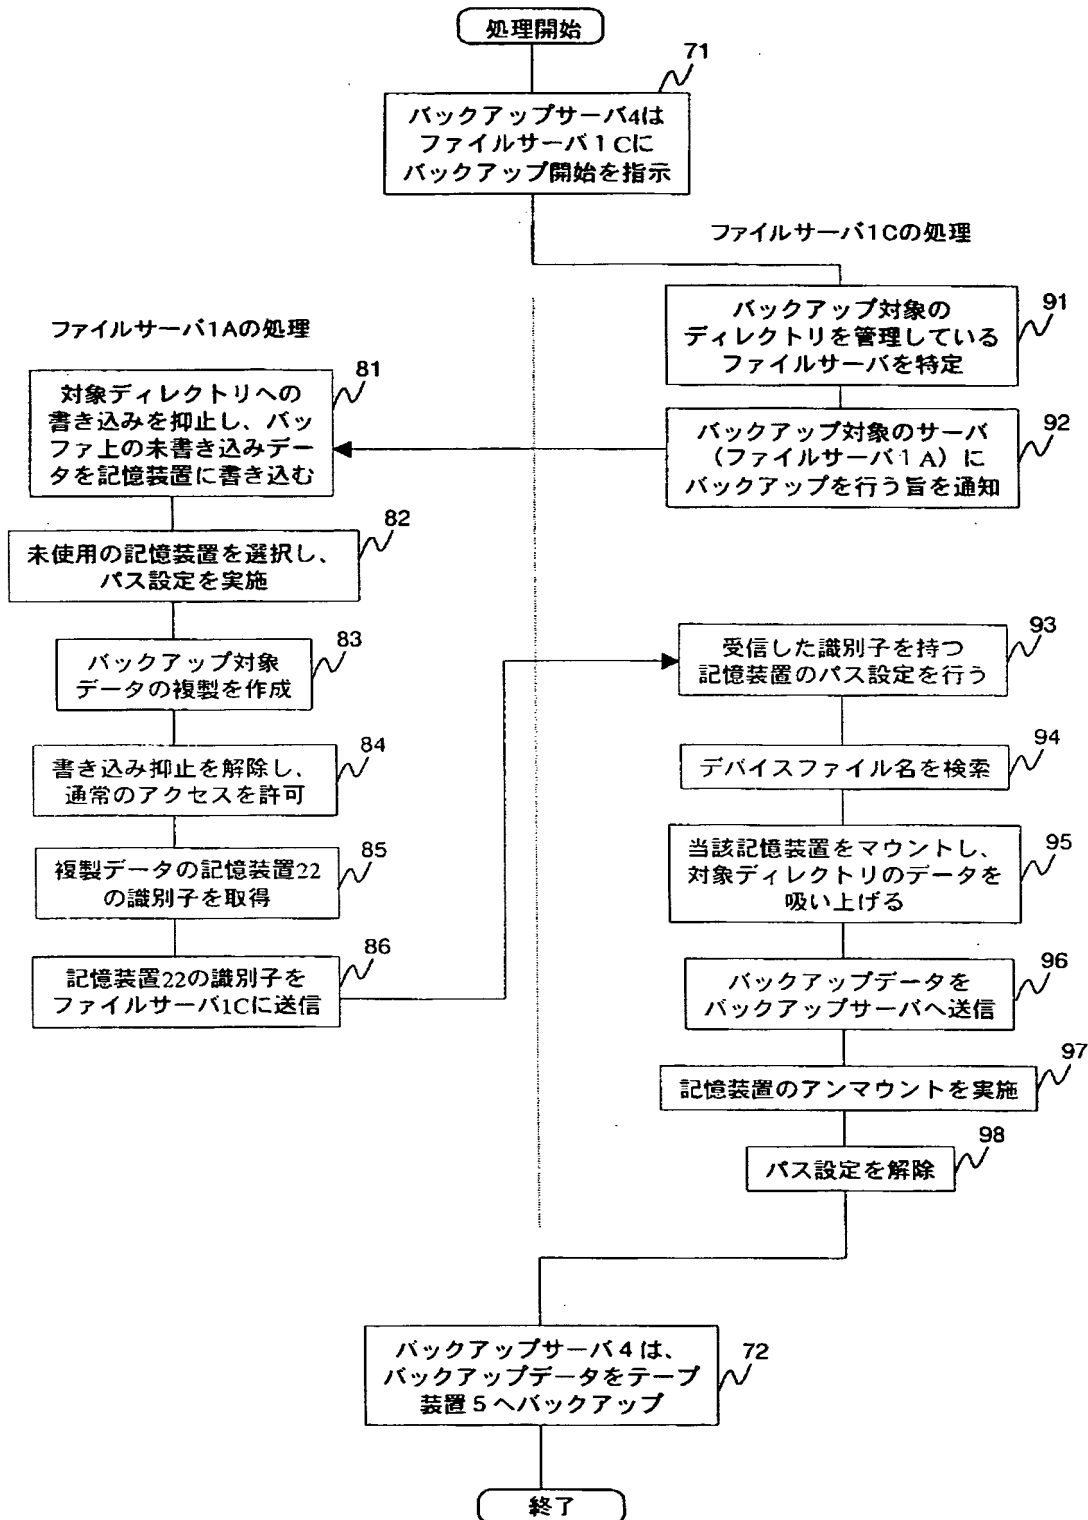 処理開始
71
バックアップサーバ4は
ファイルサーバ1Cに
バックアップ開始を指示
ファイルサーバ1Cの処理
91
バックアップ対象の
ディレクトリを管理している
ファイルサーバを特定
92
バックアップ対象のサーバ
(ファイルサーバ1A)に
バックアップを行う旨を通知
ファイルサーバ1Aの処理
81
対象ディレクトリへの
書き込みを抑止し、バッ
ファ上の未書き込みデー
タを記憶装置に書き込む
82
未使用の記憶装置を選択し、
パス設定を実施
83
バックアップ対象
データの複製を作成
84
書き込み抑止を解除し、
通常のアクセスを許可
85
複製データの記憶装置22
の識別子を取得
86
記憶装置22の識別子を
ファイルサーバ1Cに送信
93
受信した識別子を持つ
記憶装置のパス設定を行う
94
デバイスファイル名を検索
95
当該記憶装置をマウントし、
対象ディレクトリのデータを
吸い上げる
96
バックアップデータを
バックアップサーバへ送信
97
記憶装置のアンマウントを実施
98
パス設定を解除
72
バックアップサーバ4は、
バックアップデータをテープ
装置5へバックアップ
終了